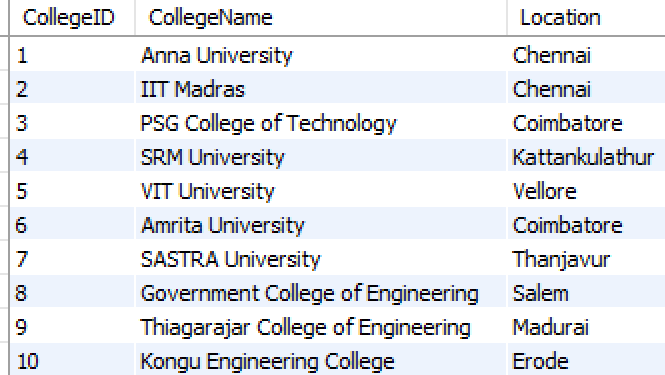 CollegeID CollegeName Location
1 Anna University Chennai
2 IIT Madras Chennai
3 PSG College of Technology Coimbatore
4 SRM University Kattankulathur
5 VIT University Vellore
6 Amrita University Coimbatore
7 SASTRA University Thanjavur
8 Government College of Engineering Salem
9 Thiagarajar College of Engineering Madurai
10 Kongu Engineering College Erode